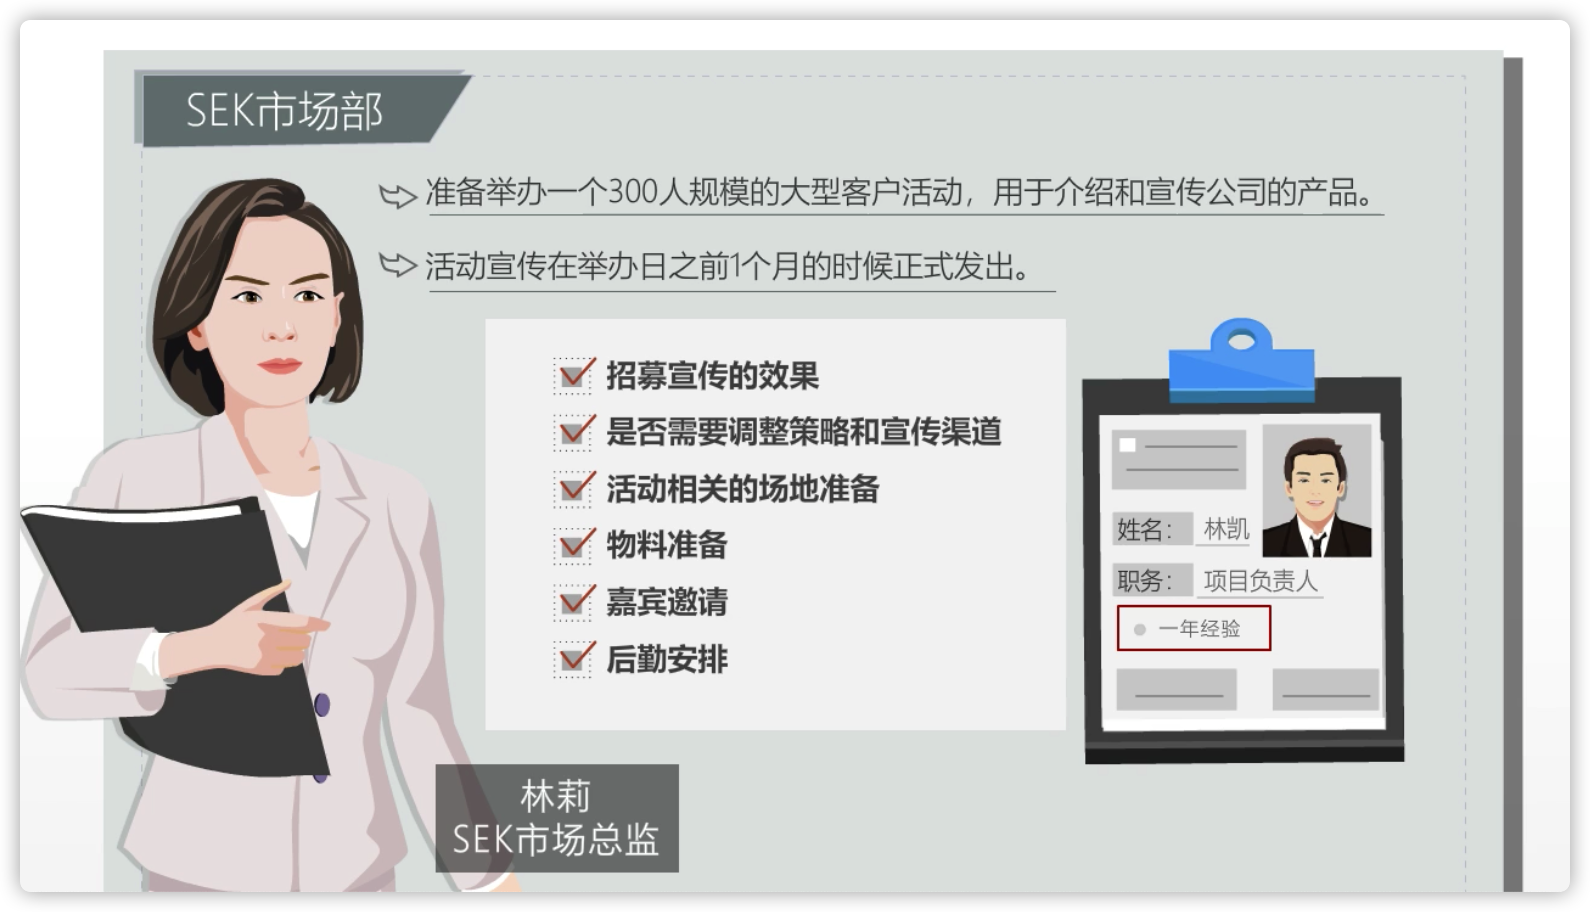 SEK市场部
准备举办一个300人规模的大型客户活动，用于介绍和宣传公司的产品。
活动宣传在举办日之前1个月的时候正式发出。
招募宣传的效果
是否需要调整策略和宣传渠道
活动相关的场地准备
物料准备
嘉宾邀请
后勤安排
姓名： 林凯
职务： 项目负责人
一年经验
林莉
SEK市场总监